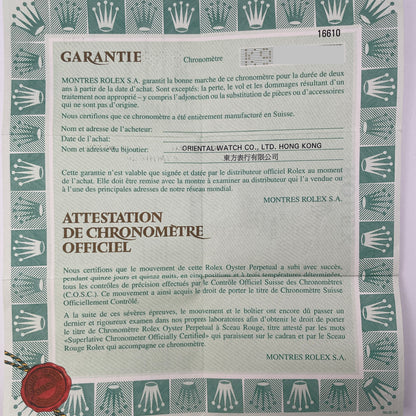 16610
GARANTIE
Chronomètre
MONTRES ROLEX S.A. garantit la bonne marche de ce chronomètre pour la durée de deux
ans à partir de la date d'achat. Sont exceptés: la perte, le vol et les dommages résultant d'un
traitement non approprié – y compris l'adjonction ou la substitution de pièces ou d'accessoires
qui ne sont pas d'origine.
Nous certifions que ce chronomètre a été entièrement manufacturé en Suisse.
Nom et adresse de l'acheteur:
Date de l'achat:
Nom et adresse du bijoutier:
ORIENTAL WATCH CO., LTD. HONG KONG
東方表行有限公司
Cette garantie n'est valable que signée et datée par le distributeur officiel Rolex au moment
de l'achat. Elle doit être remise avec la montre à examiner au distributeur qui l'a vendue ou
à l'une des principales adresses de notre réseau mondial.
MONTRES ROLEX S.A.
ATTESTATION
DE CHRONOMÈTRE
OFFICIEL
Nous certifions que le mouvement de cette Rolex Oyster Perpetual a subi avec succès,
pendant quinze jours et quinze nuits, en cinq positions et à trois températures déterminées,
tous les contrôles de précision effectués par le Contrôle Officiel Suisse des Chronomètres
(C.O.S.C.). Ce mouvement a ainsi acquis le droit de porter le titre de Chronomètre Suisse
Officiellement Contrôlé.
A la suite de ces sévères épreuves, le mouvement et le boîtier ont encore dû passer un
dernier et rigoureux examen dans nos propres laboratoires afin d'obtenir le droit de porter
le titre de Chronomètre Rolex Oyster Perpetual à Sceau Rouge, titre attesté par les mots
«Superlative Chronometer Officially Certified» qui paraissent sur le cadran et par le Sceau
Rouge Rolex qui accompagne ce chronomètre.
MONTRES ROLEX S.A.